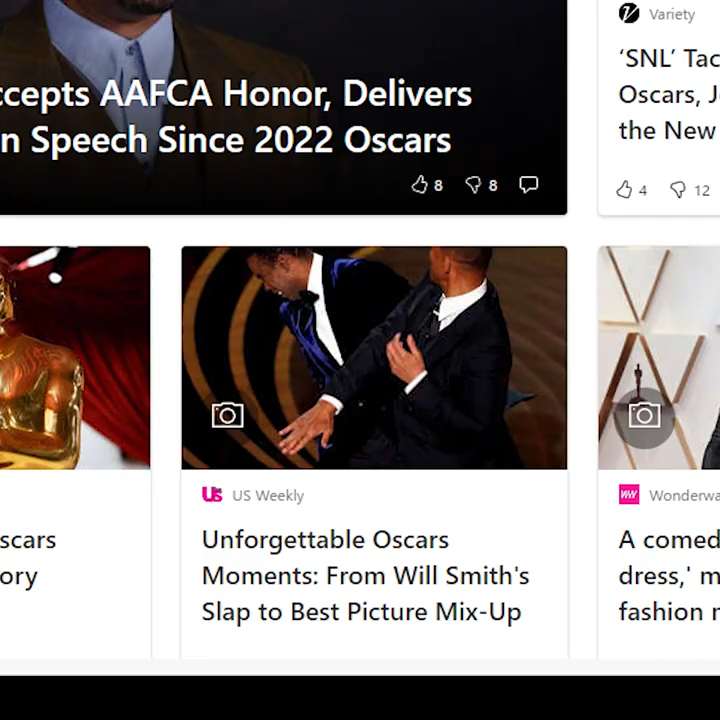 ccepts AAFCA Honor, Delivers
n Speech Since 2022 Oscars
8 8
Variety
‘SNL’ Tac
Oscars, J
the New
4 12
scars
ory
Us US Weekly
Unforgettable Oscars
Moments: From Will Smith's
Slap to Best Picture Mix-Up
WW Wonderwa
A comed
dress,' m
fashion r